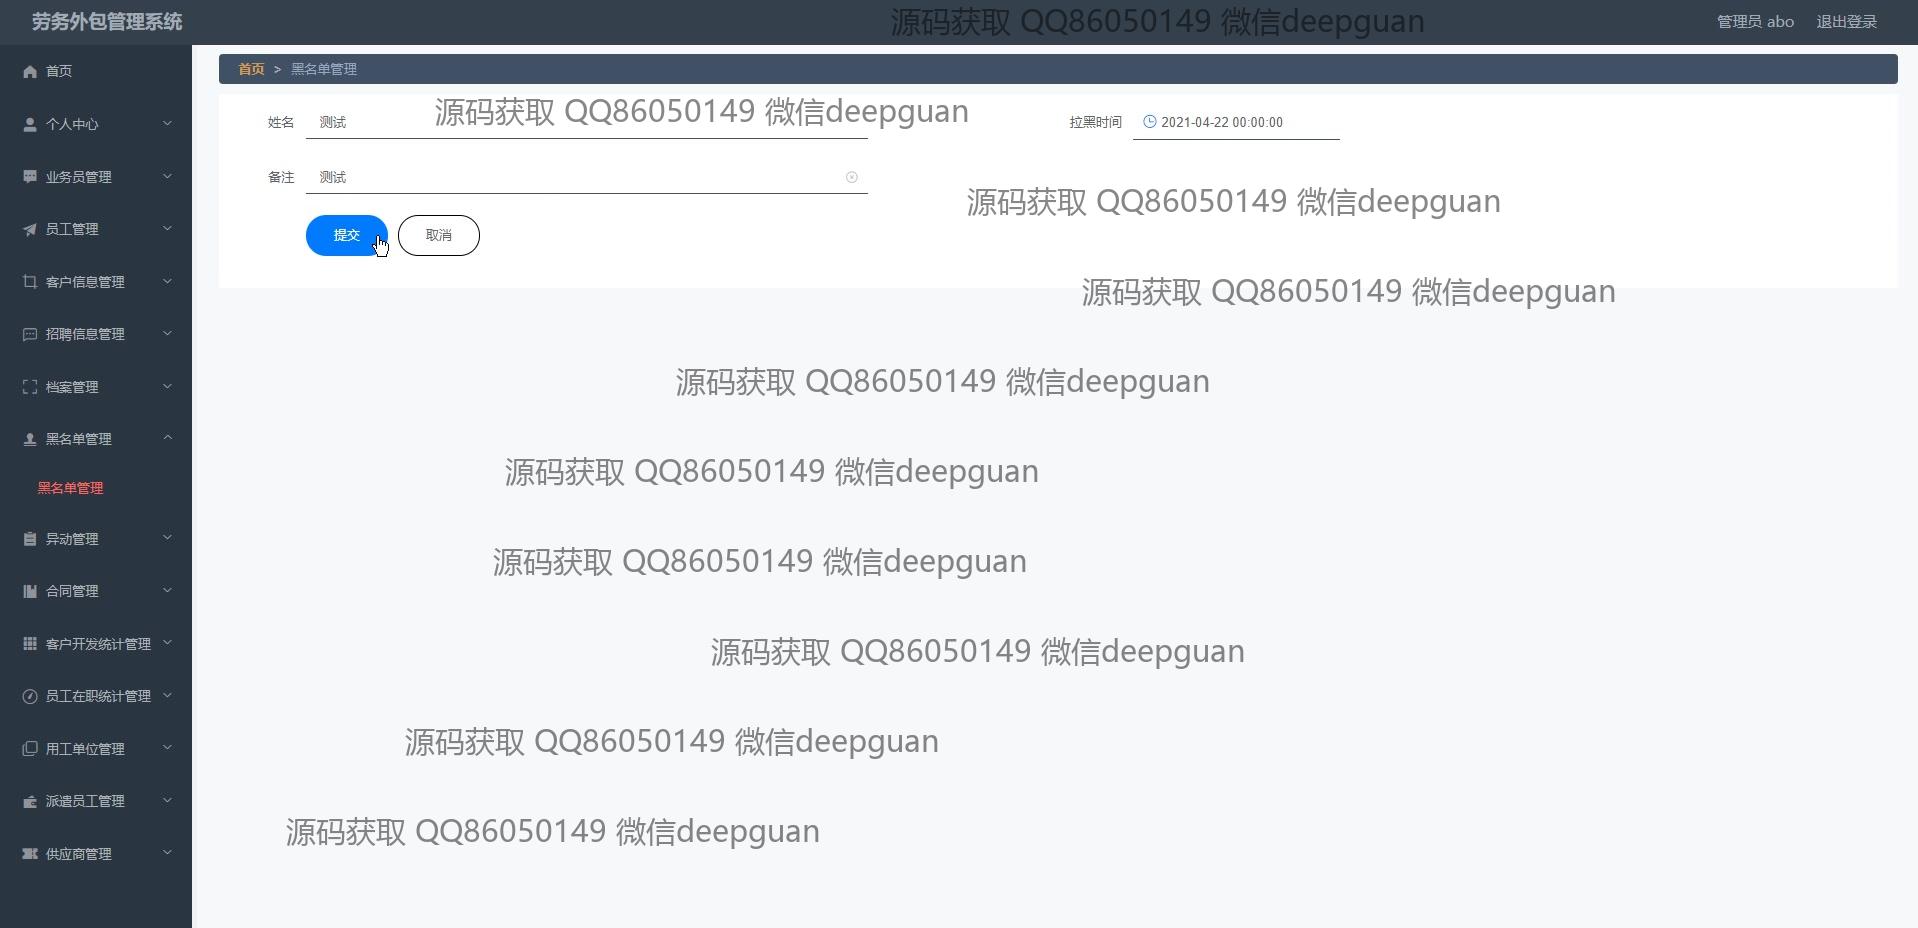 劳务外包管理系统
源码获取 QQ86050149 微信deepguan
管理员 abo
退出登录
首页
个人中心
业务员管理
员工管理
客户信息管理
招聘信息管理
档案管理
黑名单管理
黑名单管理
异动管理
合同管理
客户开发统计管理
员工在职统计管理
用工单位管理
派遣员工管理
供应商管理
首页 > 黑名单管理
姓名 测试
源码获取 QQ86050149 微信deepguan
拉黑时间 2021-04-22 00:00:00
备注 测试
源码获取 QQ86050149 微信deepguan
提交 取消
源码获取 QQ86050149 微信deepguan
源码获取 QQ86050149 微信deepguan
源码获取 QQ86050149 微信deepguan
源码获取 QQ86050149 微信deepguan
源码获取 QQ86050149 微信deepguan
源码获取 QQ86050149 微信deepguan
源码获取 QQ86050149 微信deepguan